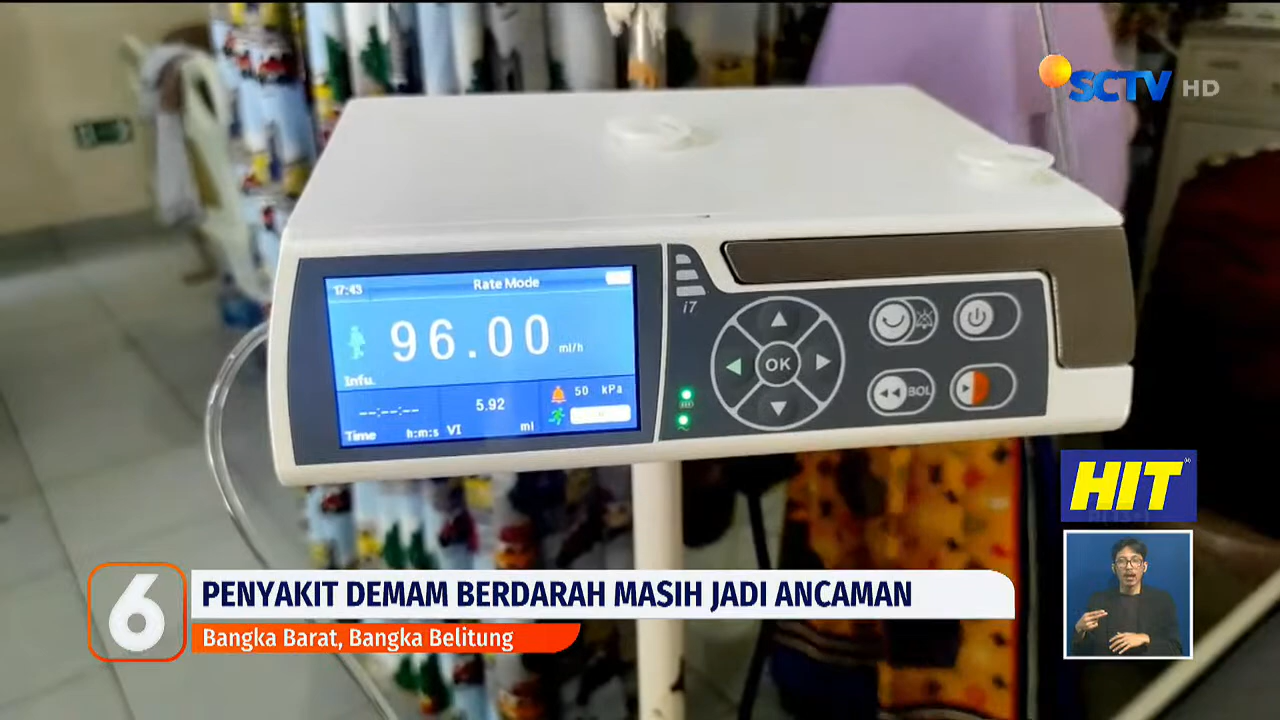 SCTV HD
17:43 Rate Mode
i7
96.00 ml/h
Infu.
OK
BOL
--:--:-- 5.92 50 kPa
Time h:m:s VI ml
HIT
6
PENYAKIT DEMAM BERDARAH MASIH JADI ANCAMAN
Bangka Barat, Bangka Belitung